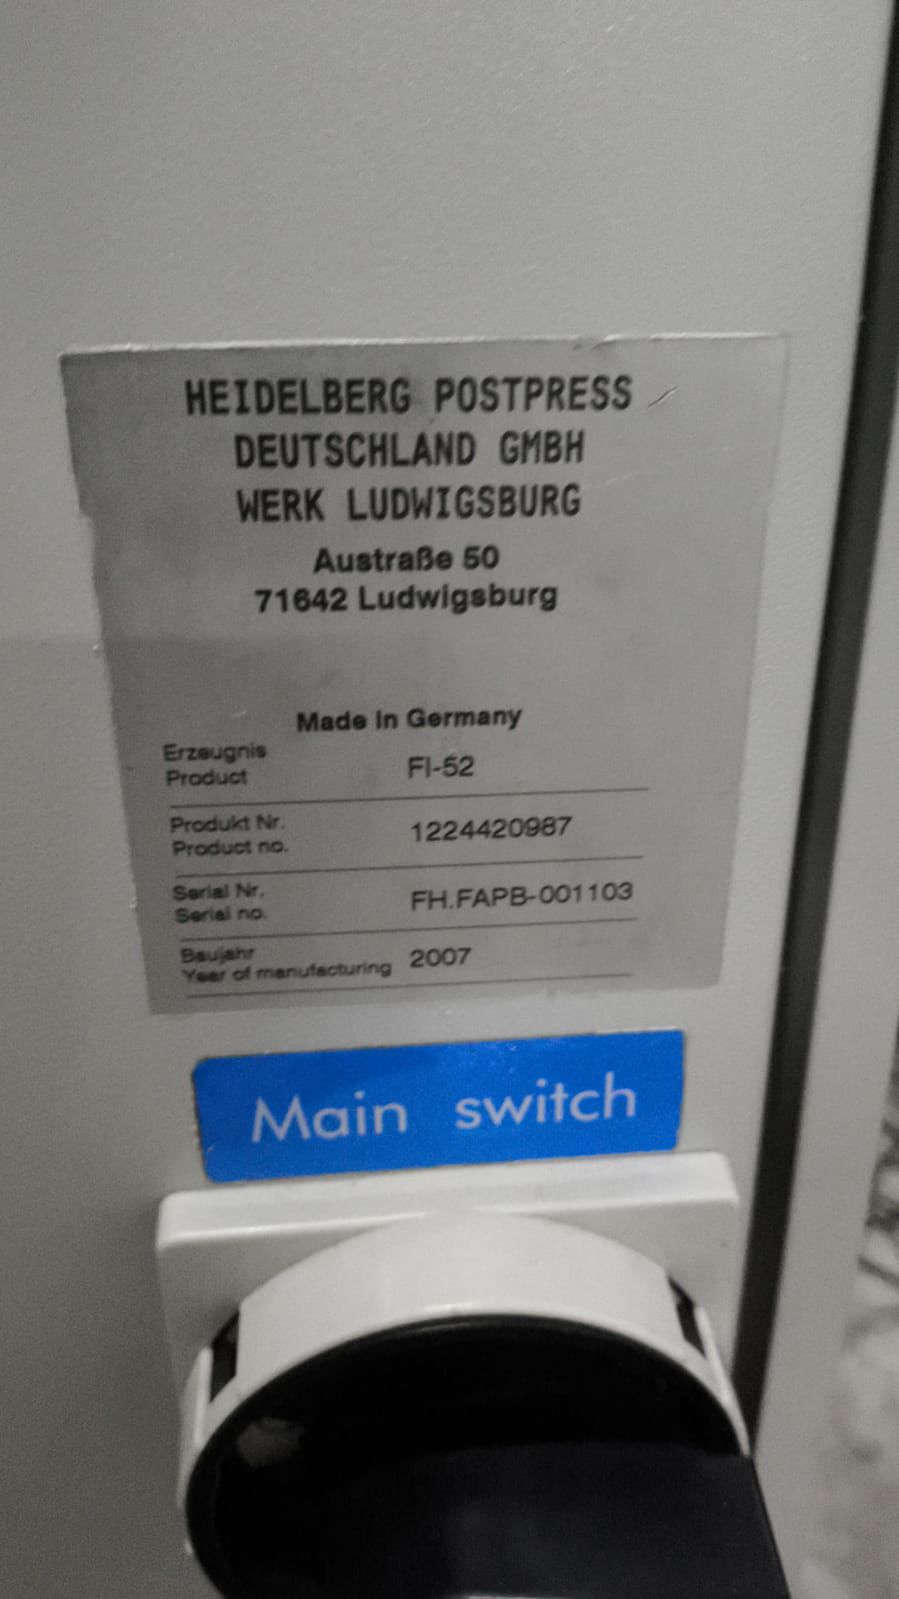 HEIDELBERG POSTPRESS
DEUTSCHLAND GMBH
WERK LUDWIGSBURG
Austraße 50
71642 Ludwigsburg
Made in Germany
Erzeugnis
Product FI-52
Produkt Nr.
Product no. 1224420987
Serial Nr.
Serial no. FH.FAPB-001103
Baujahr
Year of manufacturing 2007
Main switch